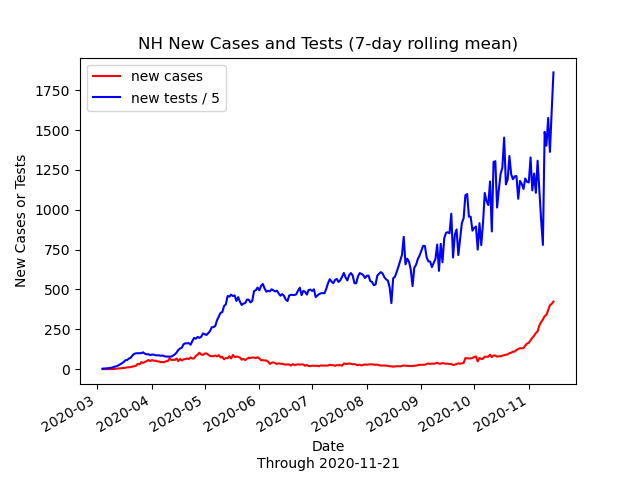 NH New Cases and Tests (7-day rolling mean)
new cases
new tests / 5
New Cases or Tests
1750
1500
1250
1000
750
500
250
0
2020-03
2020-04
2020-05
2020-06
2020-07
2020-08
2020-09
2020-10
2020-11
Date
Through 2020-11-21